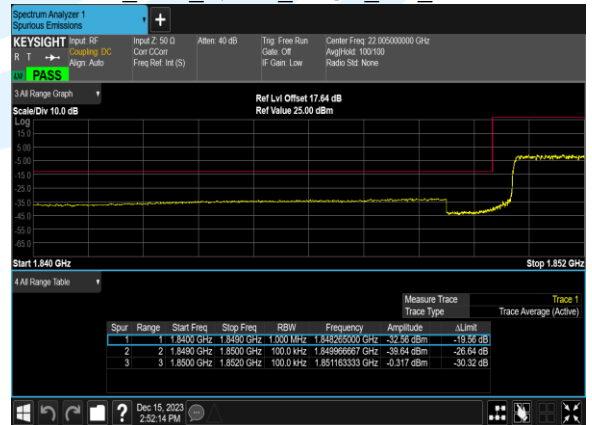 Spectrum Analyzer 1
Spurious Emissions
KEYSIGHT Input: RF Input Z: 50 Ω Atten: 40 dB Trig: Free Run Center Freq: 22.005000000 GHz
R T Coupling: DC Corr CCorr Gate: Off Avg|Hold: 100/100
Align: Auto Freq Ref: Int (S) IF Gain: Low Radio Std: None
LM PASS
3 All Range Graph
Ref Lvl Offset 17.64 dB
Scale/Div 10.0 dB Ref Value 25.00 dBm
Log
15.0
5.00
-5.00
-15.0
-25.0
-35.0
-45.0
-55.0
-65.0
Start 1.840 GHz Stop 1.852 GHz
4 All Range Table
Measure Trace Trace 1
Trace Type Trace Average (Active)
Spur Range Start Freq Stop Freq RBW Frequency Amplitude ΔLimit
1 1 1.8400 GHz 1.8490 GHz 1.000 MHz 1.848265000 GHz -32.56 dBm -19.56 dB
2 2 1.8490 GHz 1.8500 GHz 100.0 kHz 1.849966667 GHz -39.64 dBm -26.64 dB
3 3 1.8500 GHz 1.8520 GHz 100.0 kHz 1.851163333 GHz -0.317 dBm -30.32 dB
? Dec 15, 2023
2:52:14 PM